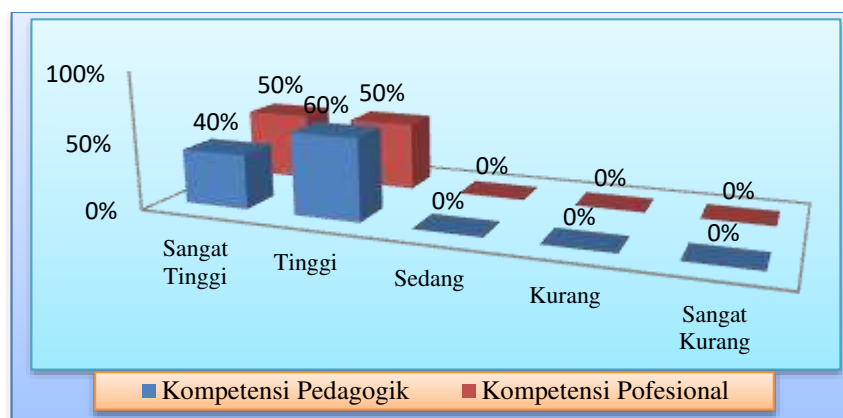 100%
50%
0%
40%
50%
60%
50%
0%
0%
0%
0%
0%
0%
Sangat
Tinggi
Tinggi
Sedang
Kurang
Sangat
Kurang
Kompetensi Pedagogik
Kompetensi Pofesional